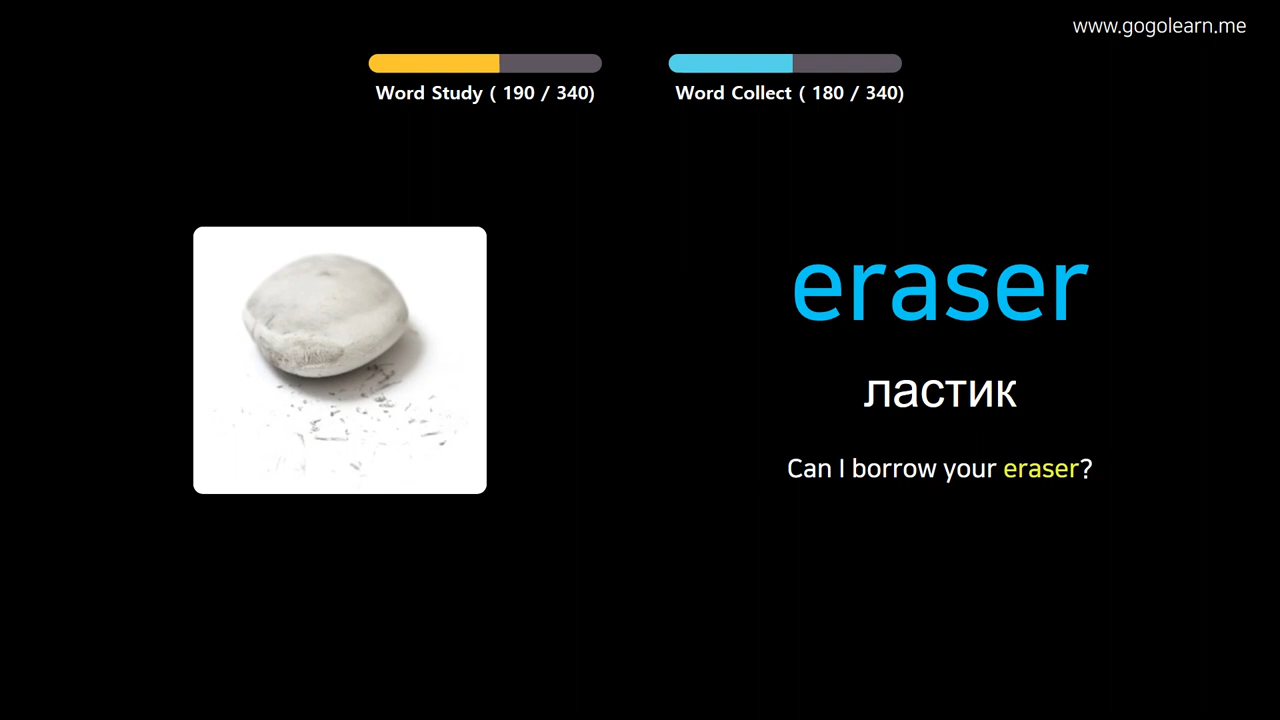 www.gogolearn.me
Word Study ( 190 / 340)
Word Collect ( 180 / 340)
eraser
ластик
Can I borrow your eraser?